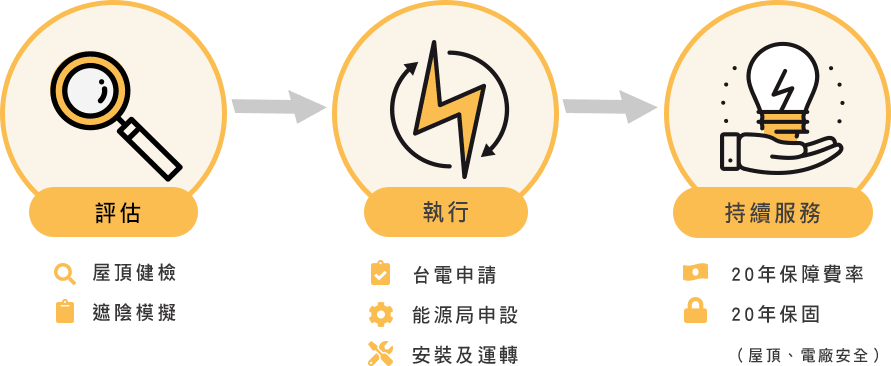 評估
屋頂健檢
遮陰模擬
執行
台電申請
能源局申設
安裝及運轉
持續服務
20年保障費率
20年保固
（屋頂、電廠安全）